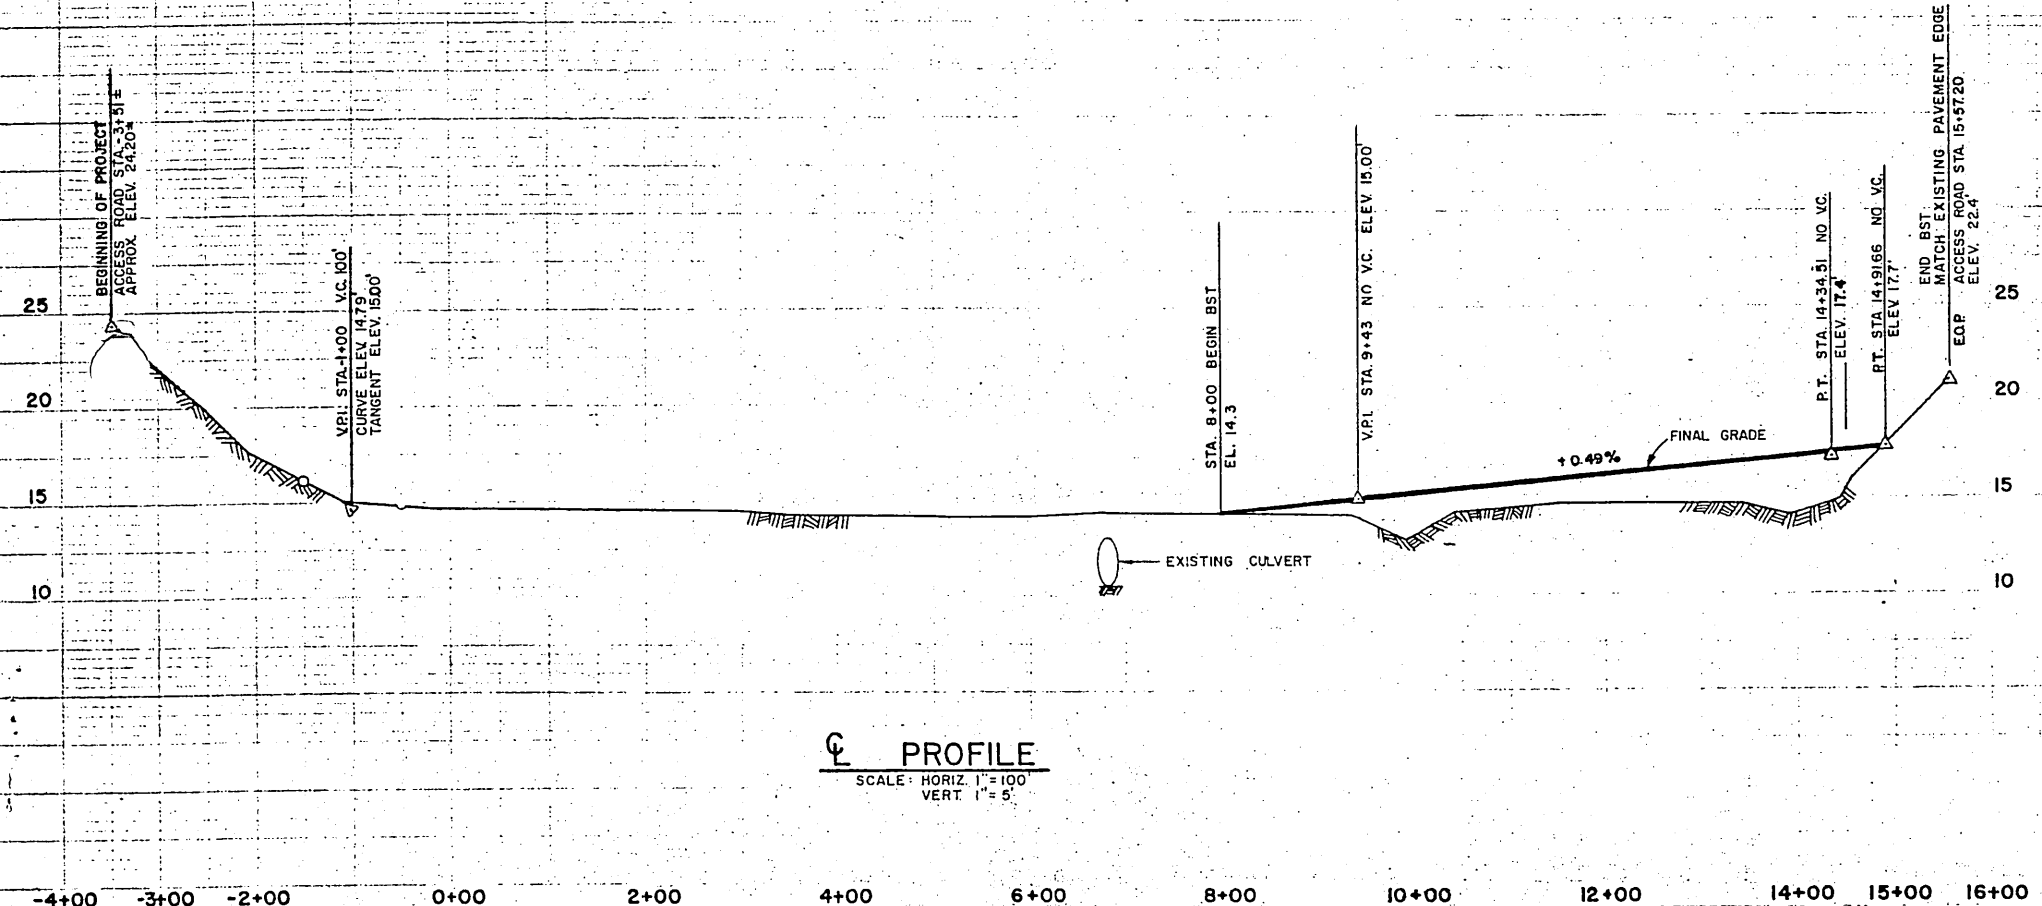 BEGINNING OF PROJECT
ACCESS ROAD STA. -3+51 ±
APPROX. ELEV. 24.20±
V.P.I. STA.-1+00 V.C. 100'
CURVE ELEV. 14.79'
TANGENT ELEV. 15.00'
STA. 8+00 BEGIN BST
EL. 14.3
V.P.I. STA. 9+43 NO V.C. ELEV. 15.00'
P.T. STA. 14+34.51 NO V.C.
ELEV. 17.4'
P.T. STA. 14+91.66 NO V.C.
ELEV. 17.7'
END BST
MATCH EXISTING PAVEMENT EDGE
ACCESS ROAD STA. 15+57.20
ELEV. 22.4'
E.O.P.
25
20
15
10
25
20
15
10
+0.49%
FINAL GRADE
EXISTING CULVERT
℄ PROFILE
SCALE: HORIZ. 1"=100'
VERT. 1"=5'
-4+00 -3+00 -2+00 0+00 2+00 4+00 6+00 8+00 10+00 12+00 14+00 15+00 16+00